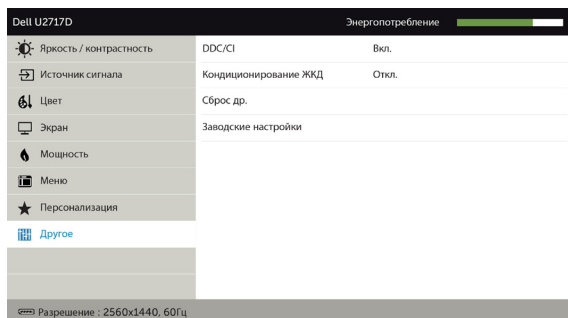 Dell U2717D Энергопотребление
Яркость / контрастность DDC/CI Вкл.
Источник сигнала Кондиционирование ЖКД Откл.
Цвет Сброс др.
Экран Заводские настройки
Мощность
Меню
Персонализация
Другое
Разрешение : 2560x1440, 60Гц